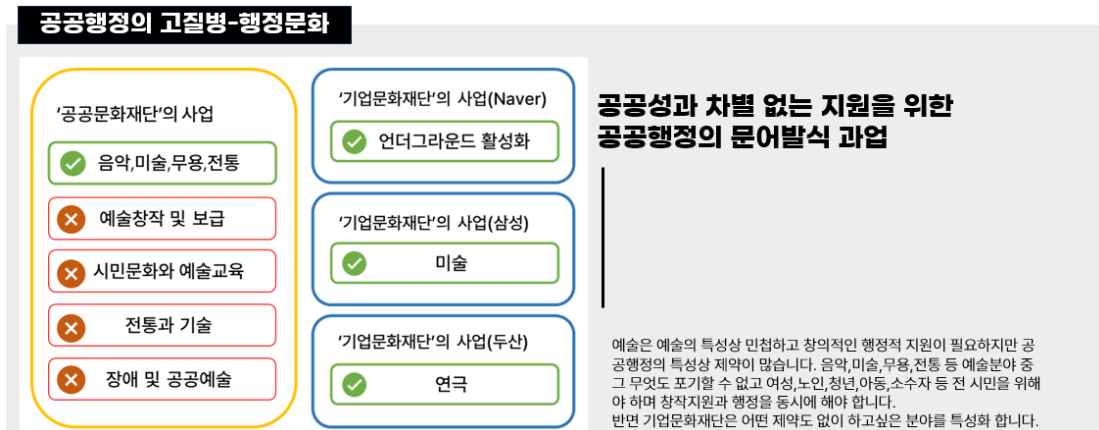 공공행정의 고질병-행정문화
'공공문화재단'의 사업
음악,미술,무용,전통
예술창작 및 보급
시민문화와 예술교육
전통과 기술
장애 및 공공예술
'기업문화재단'의 사업(Naver)
언더그라운드 활성화
'기업문화재단'의 사업(삼성)
미술
'기업문화재단'의 사업(두산)
연극
공공성과 차별 없는 지원을 위한
공공행정의 문어발식 과업
예술은 예술의 특성상 민첩하고 창의적인 행정적 지원이 필요하지만 공
공행정의 특성상 제약이 많습니다. 음악,미술,무용,전통 등 예술분야 중
그 무엇도 포기할 수 없고 여성,노인,청년,아동,소수자 등 전 시민을 위해
야 하며 창작지원과 행정을 동시에 해야 합니다.
반면 기업문화재단은 어떤 제약도 없이 하고싶은 분야를 특성화 합니다.